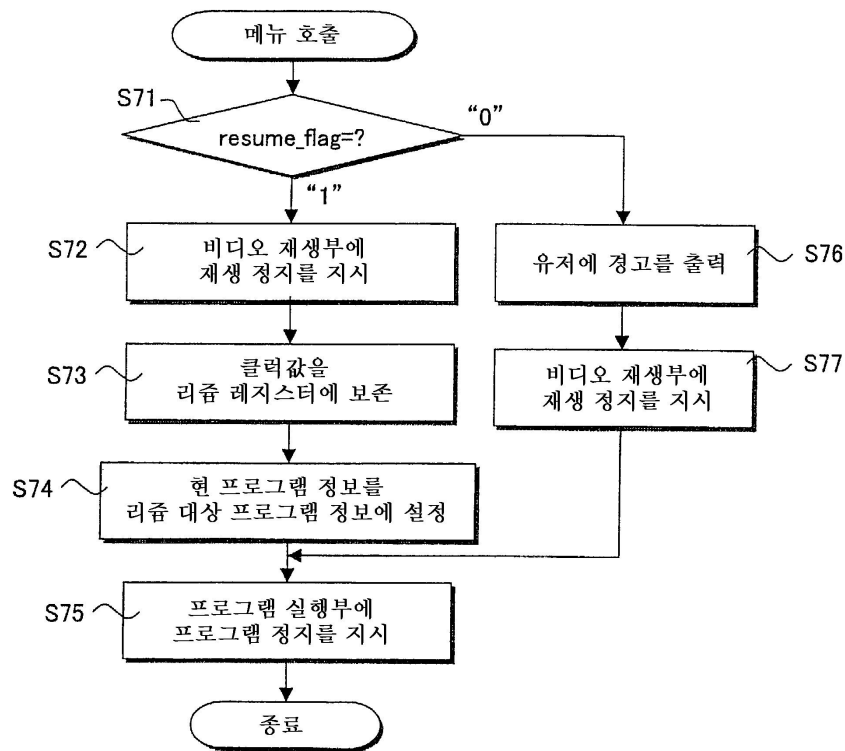 메뉴 호출
S71
resume_flag=?
“0”
“1”
S72
비디오 재생부에
재생 정지를 지시
S76
유저에 경고를 출력
S73
클럭값을
리쥼 레지스터에 보존
S77
비디오 재생부에
재생 정지를 지시
S74
현 프로그램 정보를
리쥼 대상 프로그램 정보에 설정
S75
프로그램 실행부에
프로그램 정지를 지시
종료